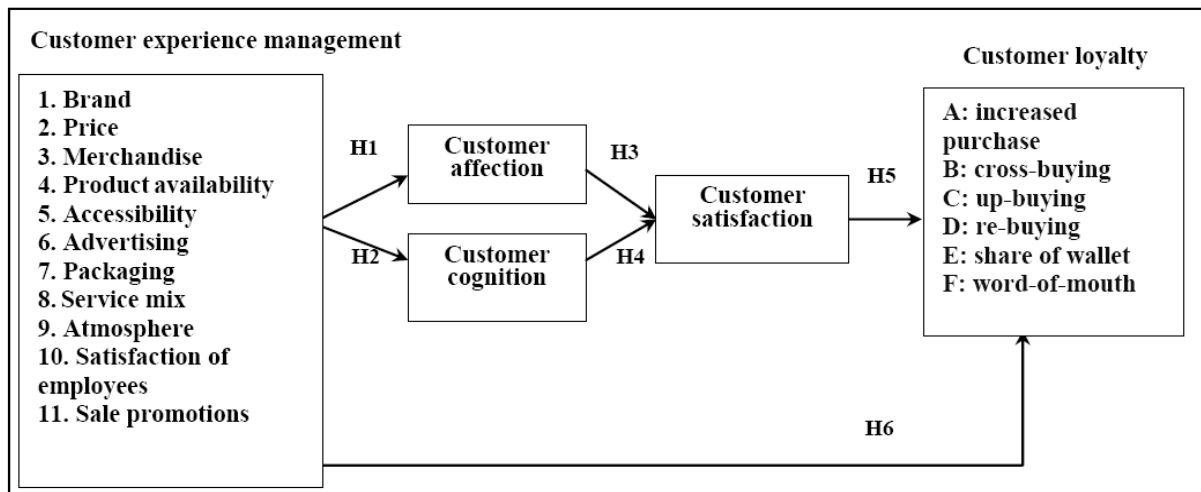 Customer experience management
Customer loyalty
1. Brand
2. Price
3. Merchandise
4. Product availability
5. Accessibility
6. Advertising
7. Packaging
8. Service mix
9. Atmosphere
10. Satisfaction of
employees
11. Sale promotions
H1
H2
Customer
affection
Customer
cognition
H3
H4
Customer
satisfaction
H5
A: increased
purchase
B: cross-buying
C: up-buying
D: re-buying
E: share of wallet
F: word-of-mouth
H6